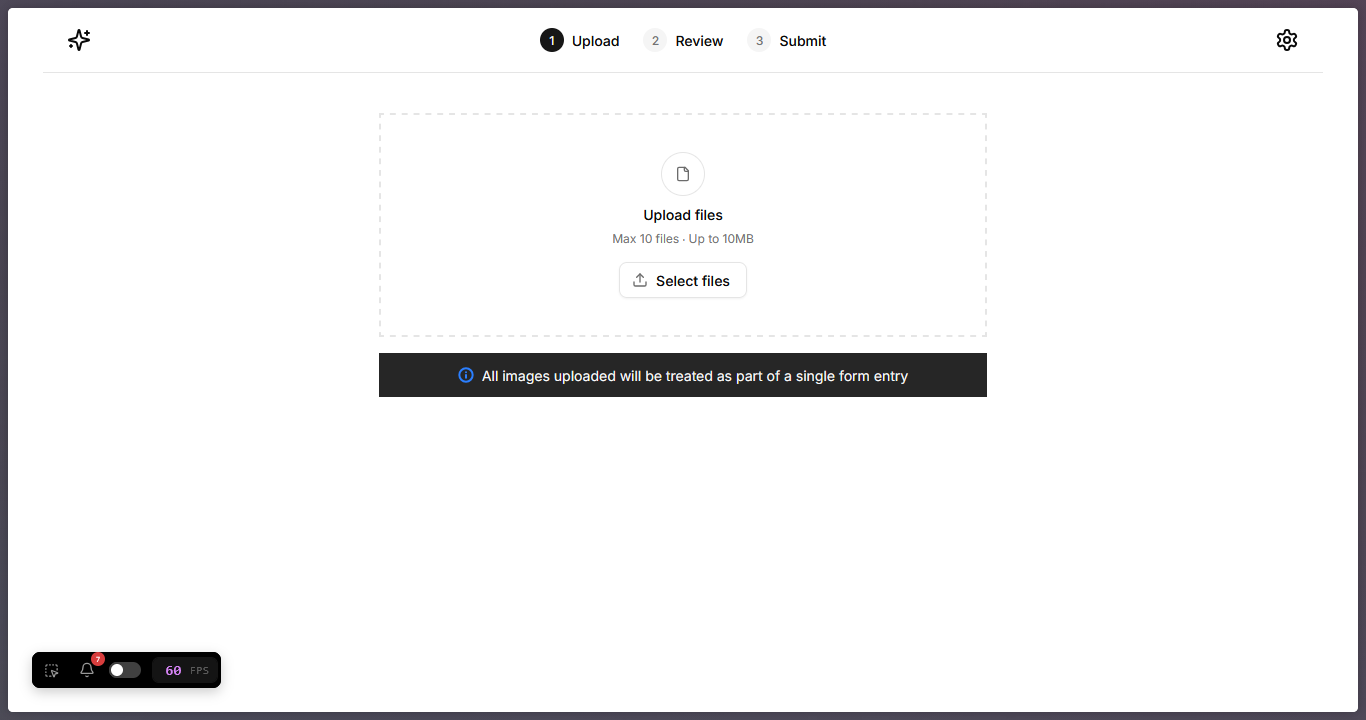 1 Upload 2 Review 3 Submit
Upload files
Max 10 files · Up to 10MB
Select files
All images uploaded will be treated as part of a single form entry
7
60 FPS